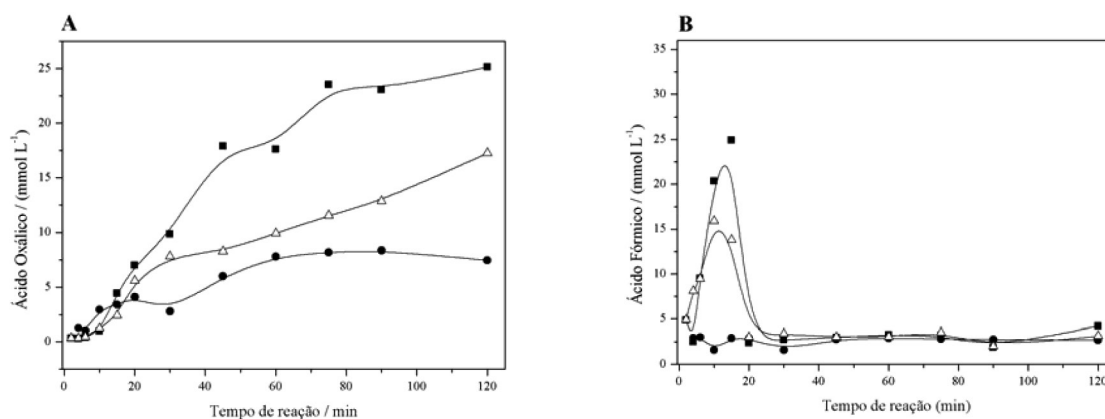 A
Ácido Oxálico / (mmol L⁻¹)
25
20
15
10
5
0
0 20 40 60 80 100 120
Tempo de reação / min
B
Ácido Fórmico / (mmol L⁻¹)
35
30
25
20
15
10
5
0
0 20 40 60 80 100 120
Tempo de reação (min)